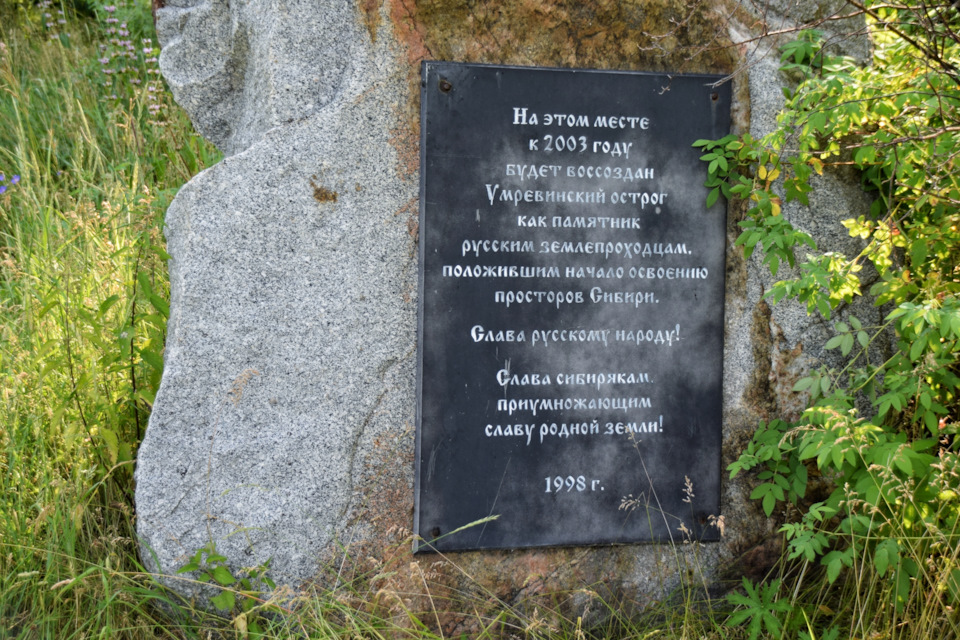 На этом месте
к 2003 году
будет воссоздан
Умревинский острог
как памятник
русским землепроходцам,
положившим начало освоению
просторов Сибири.
Слава русскому народу!
Слава сибирякам,
приумножающим
славу родной земли!
1998 г.